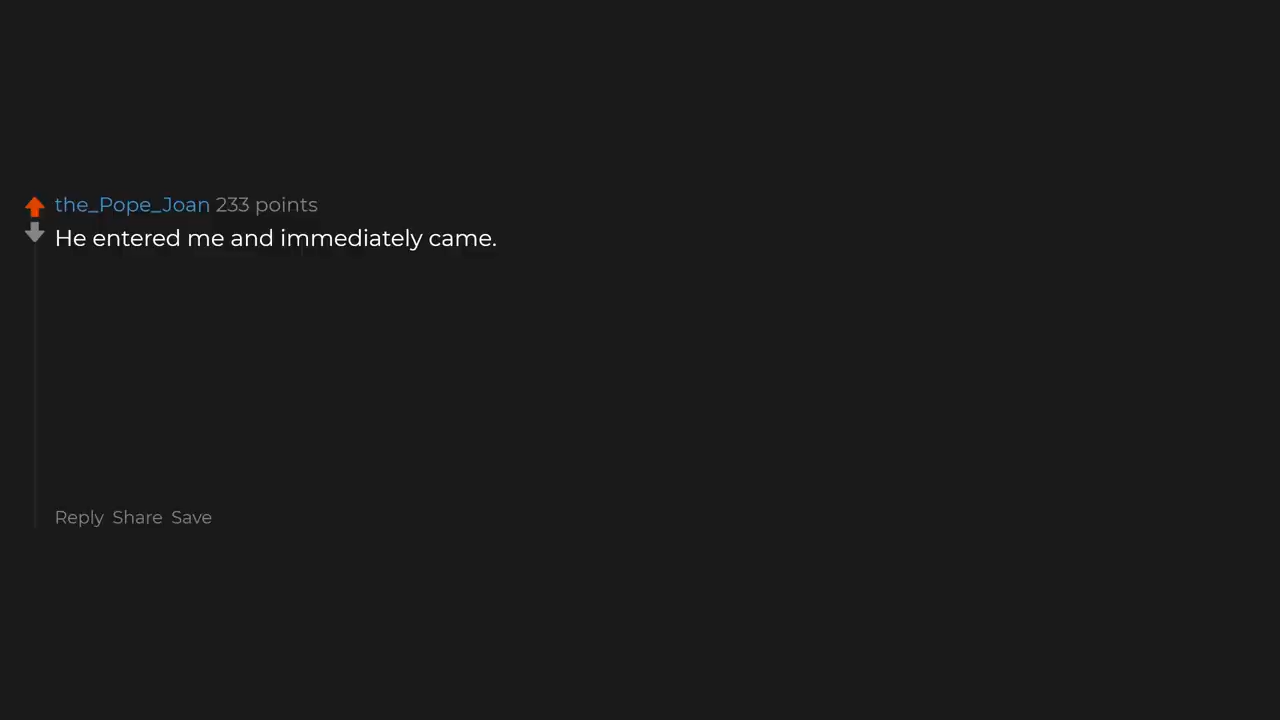 the_Pope_Joan 233 points
He entered me and immediately came.
Reply Share Save